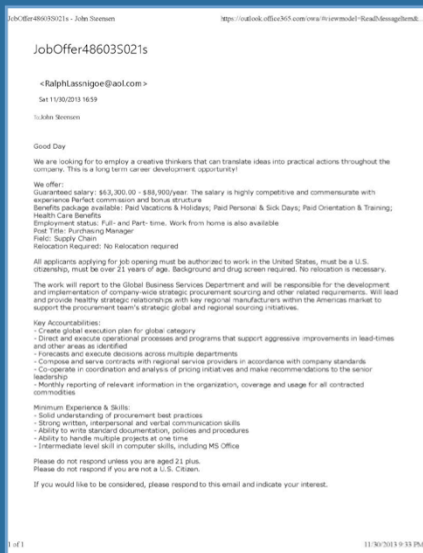 JobOffer48603S021s - John Steensen
JobOffer48603S021s
<RalphLassnigoe@aol.com>
Sat 11/30/2013 16:59
To:John Steensen
Good Day
We are looking for to employ a creative thinkers that can translate ideas into practical actions throughout the
company. This is a long term career development opportunity!
We offer:
Guaranteed salary: $63,300.00 - $88,900/year. The salary is highly competitive and commensurate with
experience Perfect commission and bonus structure
Benefits package available: Paid Vacations & Holidays; Paid Personal & Sick Days; Paid Orientation & Training;
Health Care Benefits
Employment status: Full- and Part- time. Work from home is also available
Post Title: Purchasing Manager
Field: Supply Chain
Relocation Required: No Relocation required
All applicants applying for job opening must be authorized to work in the United States, must be a U.S.
citizenship, must be over 21 years of age. Background and drug screen required. No relocation is necessary.
The work will report to the Global Business Services Department and will be responsible for the development
and implementation of company-wide strategic procurement sourcing and other related requirements. Will lead
and provide healthy strategic relationships with key regional manufacturers within the Americas market to
support the procurement team's strategic global and regional sourcing initiatives.
Key Accountabilities:
- Create global execution plan for global category
- Direct and execute operational processes and programs that support aggressive improvements in lead-times
and other areas as identified
- Forecasts and execute decisions across multiple departments
- Compose and serve contracts with regional service providers in accordance with company standards
- Co-operate in coordination and analysis of pricing initiatives and make recommendations to the senior
leadership
- Monthly reporting of relevant information in the organization, coverage and usage for all contracted
commodities
Minimum Experience & Skills:
- Solid understanding of procurement best practices
- Strong written, interpersonal and verbal communication skills
- Ability to write standard documentation, policies and procedures
- Ability to handle multiple projects at one time
- Intermediate level skill in computer skills, including MS Office
Please do not respond unless you are aged 21 plus.
Please do not respond if you are not a U.S. Citizen.
If you would like to be considered, please respond to this email and indicate your interest.
1 of 1
11/30/2013 9:33 PM